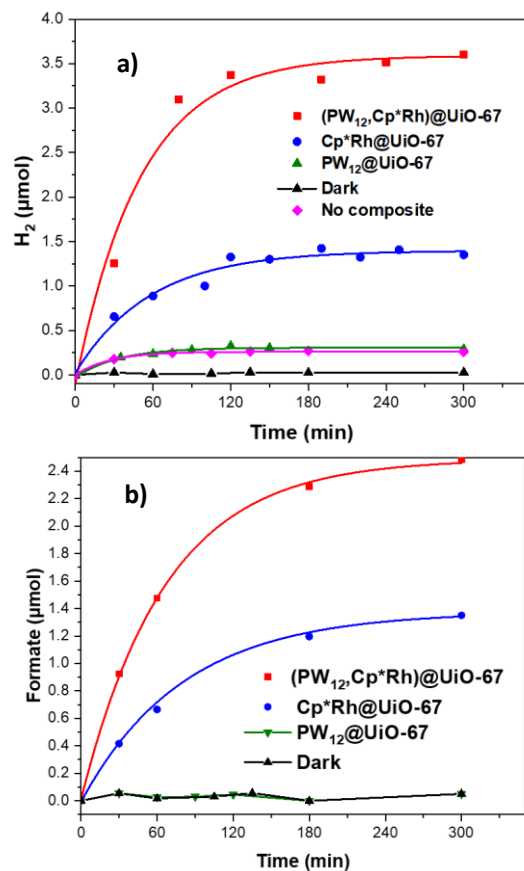 a)
4.0
3.5
3.0
2.5
2.0
1.5
1.0
0.5
0.0
H₂ (µmol)
(PW₁₂,Cp*Rh)@UiO-67
Cp*Rh@UiO-67
PW₁₂@UiO-67
Dark
No composite
0 60 120 180 240 300
Time (min)
b)
2.4
2.2
2.0
1.8
1.6
1.4
1.2
1.0
0.8
0.6
0.4
0.2
0.0
Formate (µmol)
(PW₁₂,Cp*Rh)@UiO-67
Cp*Rh@UiO-67
PW₁₂@UiO-67
Dark
0 60 120 180 240 300
Time (min)